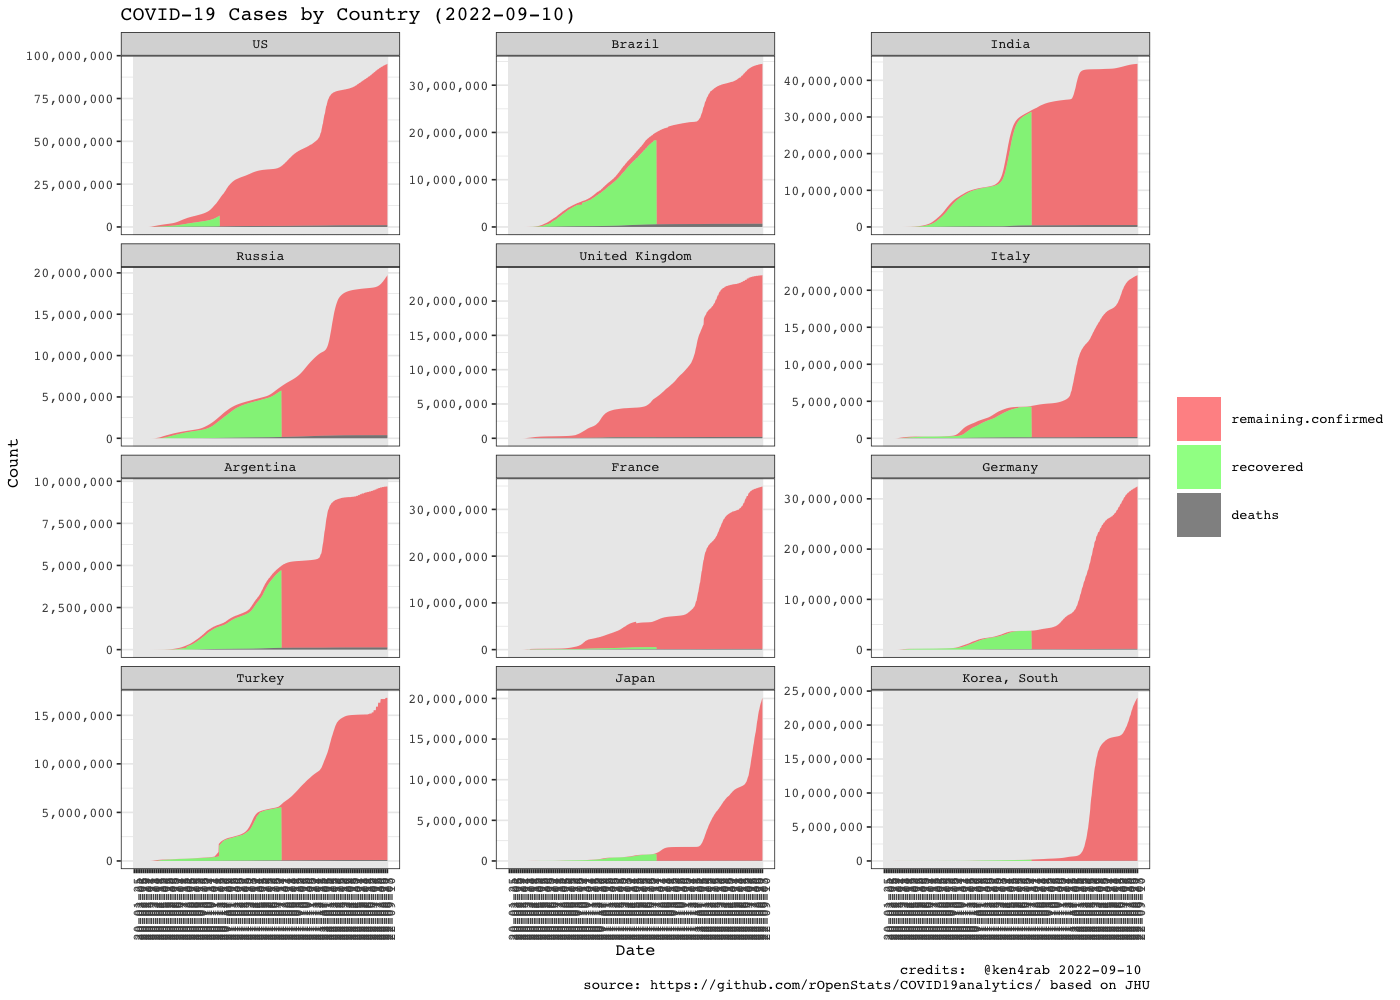 COVID-19 Cases by Country (2022-09-10)
US
Brazil
India
100,000,000
75,000,000
50,000,000
25,000,000
0
30,000,000
20,000,000
10,000,000
0
40,000,000
30,000,000
20,000,000
10,000,000
0
Russia
United Kingdom
Italy
20,000,000
15,000,000
10,000,000
5,000,000
0
20,000,000
15,000,000
10,000,000
5,000,000
0
20,000,000
15,000,000
10,000,000
5,000,000
0
Argentina
France
Germany
10,000,000
7,500,000
5,000,000
2,500,000
0
30,000,000
20,000,000
10,000,000
0
30,000,000
20,000,000
10,000,000
0
Turkey
Japan
Korea, South
15,000,000
10,000,000
5,000,000
0
20,000,000
15,000,000
10,000,000
5,000,000
0
25,000,000
20,000,000
15,000,000
10,000,000
5,000,000
0
Count
Date
remaining.confirmed
recovered
deaths
credits: @ken4rab 2022-09-10
source: https://github.com/rOpenStats/COVID19analytics/ based on JHU